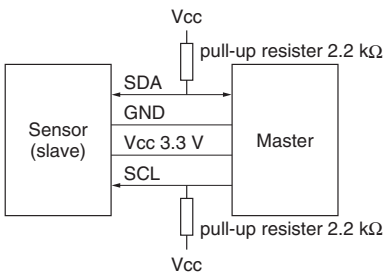 Vcc
pull-up resister 2.2 kΩ
SDA
GND
Sensor
(slave)
Vcc 3.3 V
Master
SCL
pull-up resister 2.2 kΩ
Vcc